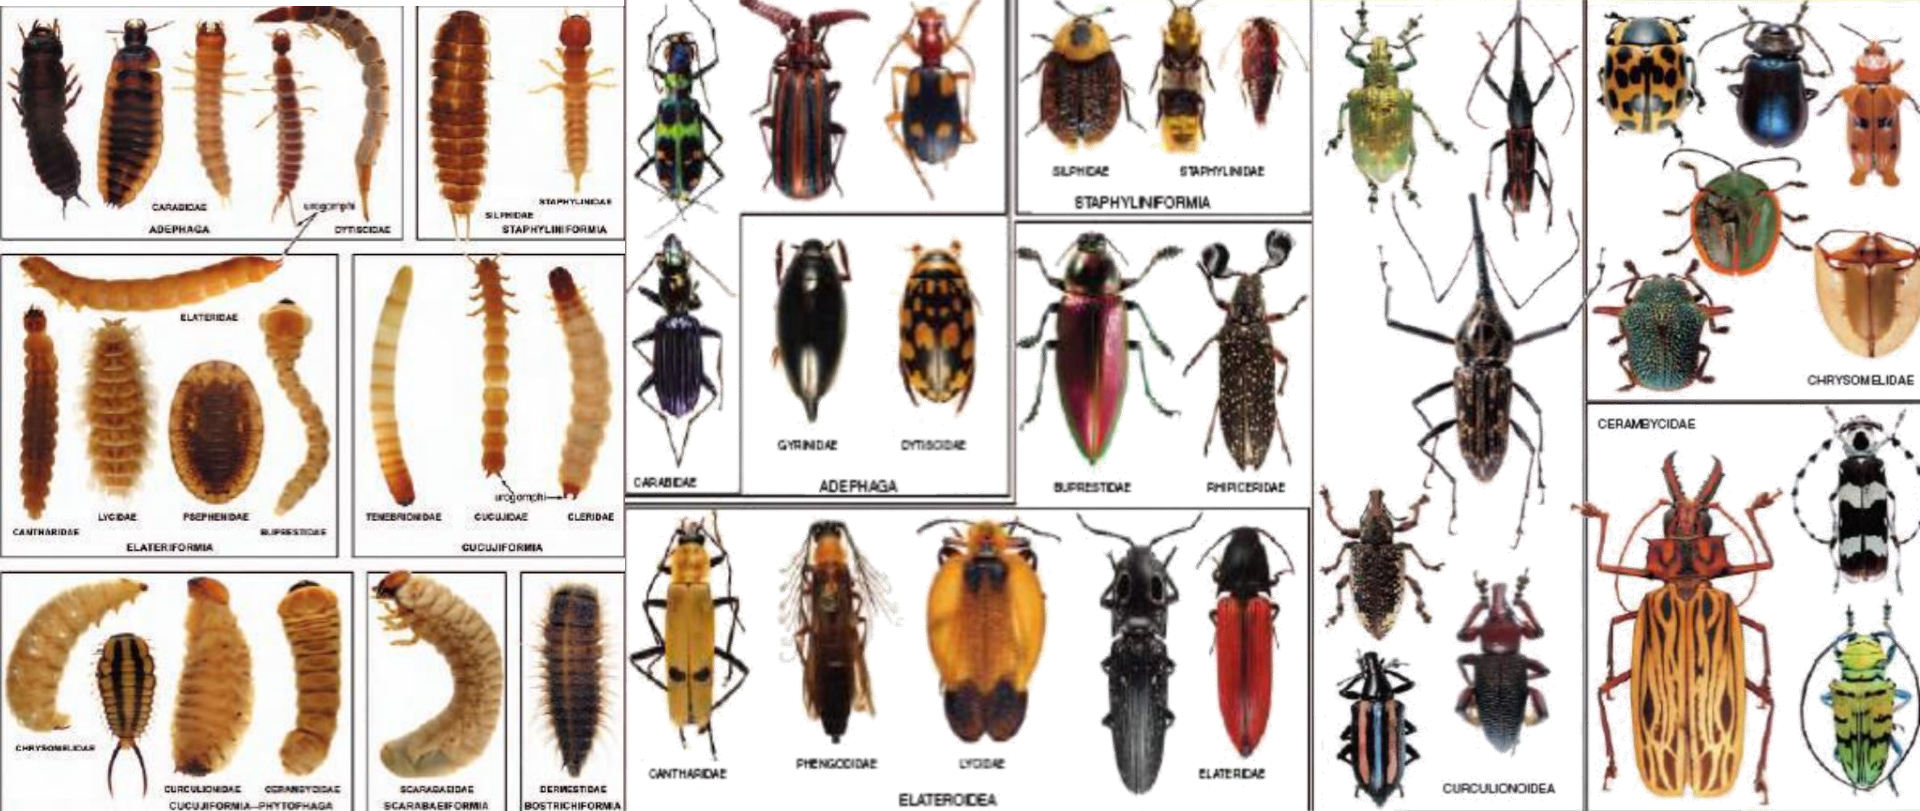 CARABIDAE
urogomphi
DYTISCIDAE
ADEPHAGA
SILPHIDAE
STAPHYLINIDAE
STAPHYLINIFORMIA
ELATERIDAE
CANTHARIDAE
LYCIDAE
PSEPHENIDAE
BUPRESTIDAE
ELATERIFORMIA
urogomphi
TENEBRIONIDAE
CUCUJIDAE
CLERIDAE
CUCUJIFORMIA
CHRYSOMELIDAE
CURCULIONIDAE
CERAMBYCIDAE
CUCUJIFORMIA--PHYTOFHAGA
SCARABAEIDAE
SCARABAEIFORMIA
DERMESTIDAE
BOSTRICHIFORMIA
CARABIDAE
GYRINIDAE
DYTISCIDAE
ADEPHAGA
SILPHIDAE
STAPHYLINIDAE
STAPHYLINIFORMIA
BUPRESTIDAE
RHIPICERIDAE
CANTHARIDAE
PHENGODIDAE
LYCIDAE
ELATERIDAE
ELATEROIDEA
CURCULIONOIDEA
CHRYSOMELIDAE
CERAMBYCIDAE